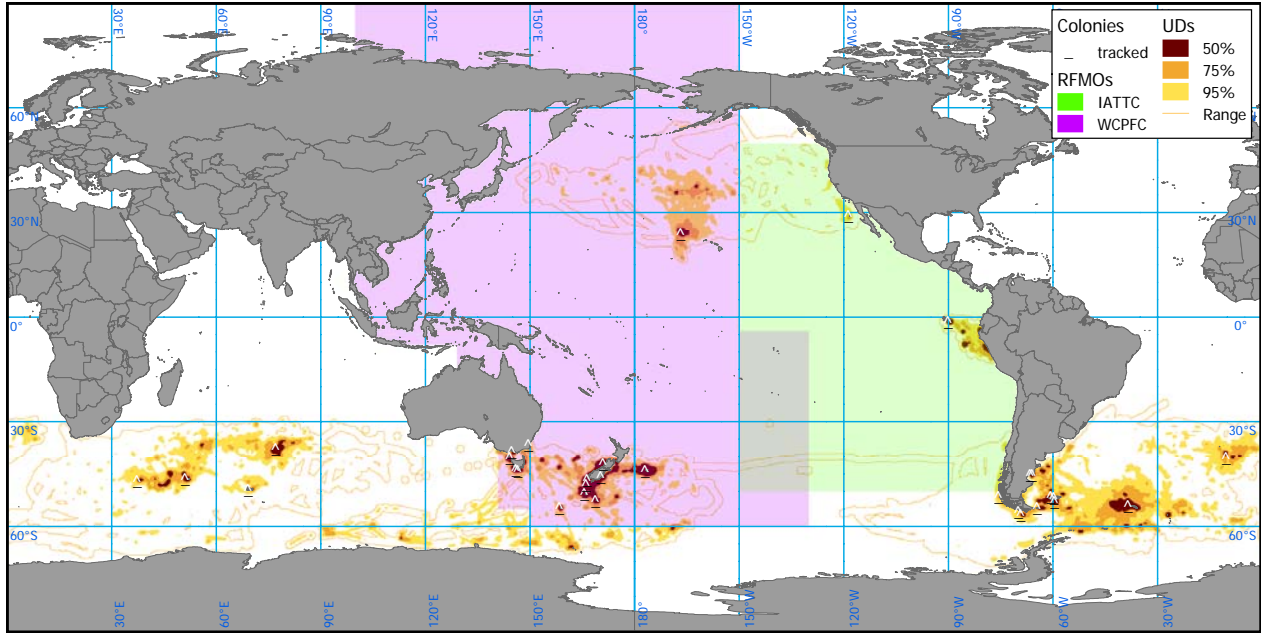 30°E
60°E
90°E
120°E
150°E
180°
150°W
120°W
90°W
Colonies
UDs
tracked
50%
RFMOs
75%
IATTC
95%
WCPFC
Range
60°N
30°N
30°N
0°
0°
30°S
30°S
60°S
60°S
30°E
60°E
90°E
120°E
150°E
180°
150°W
120°W
90°W
60°W
30°W